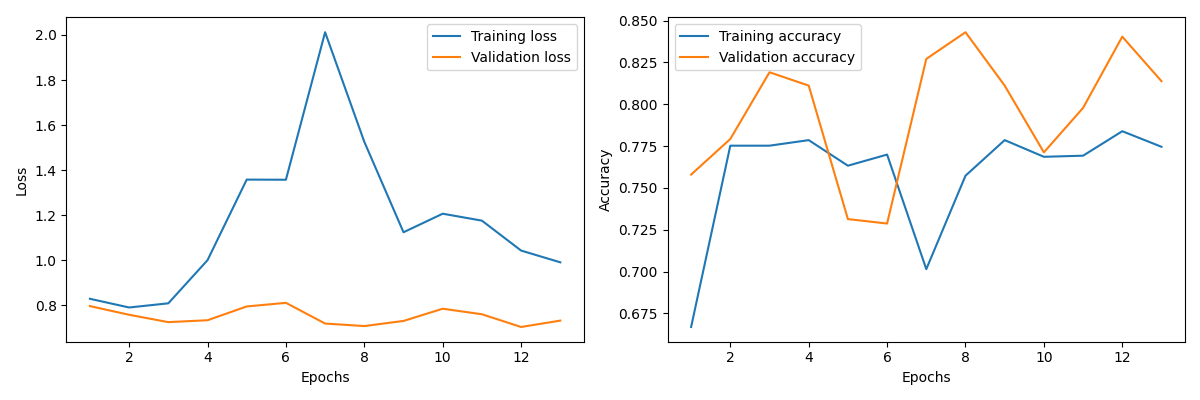 Training loss
Validation loss
2.0
1.8
1.6
1.4
1.2
1.0
0.8
2 4 6 8 10 12
Epochs
Loss
Training accuracy
Validation accuracy
0.850
0.825
0.800
0.775
0.750
0.725
0.700
0.675
2 4 6 8 10 12
Epochs
Accuracy